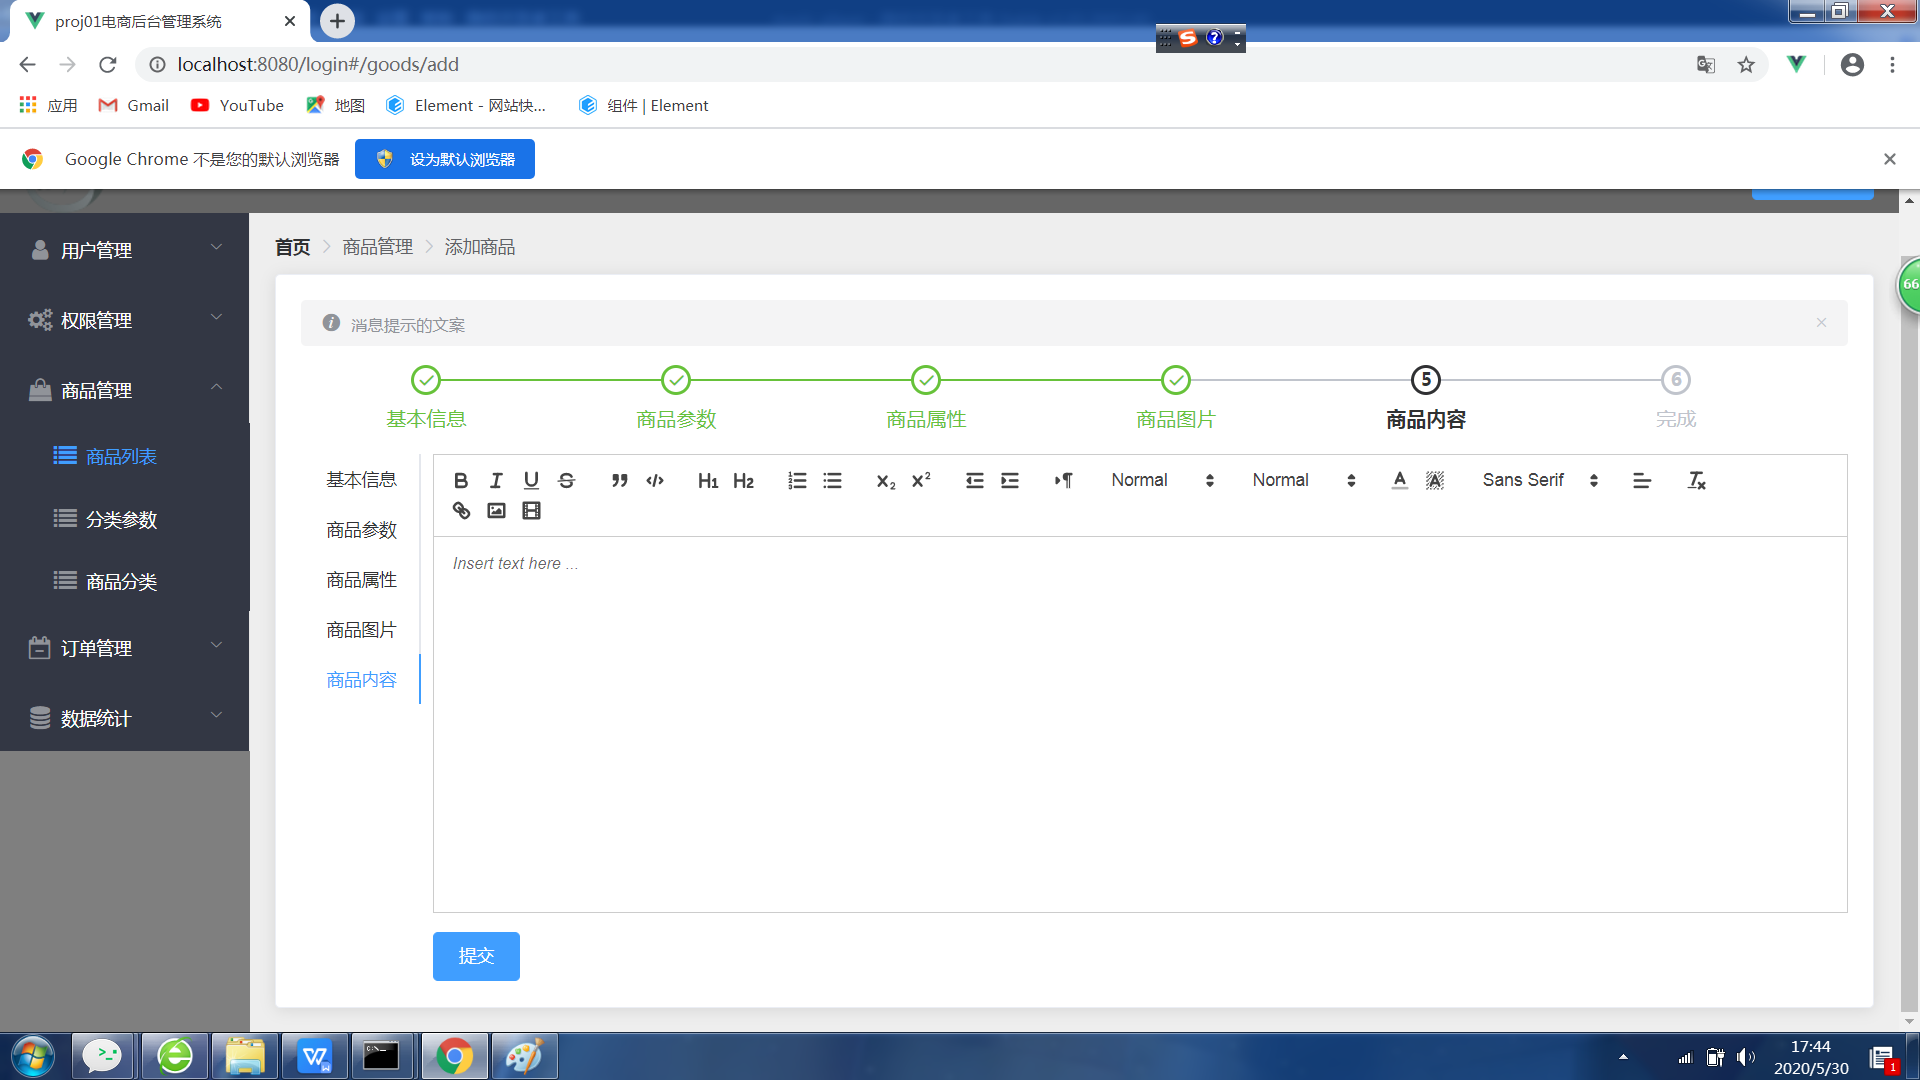 proj01电商后台管理系统
localhost:8080/login#/goods/add
应用
Gmail
YouTube
地图
Element - 网站快...
组件 | Element
Google Chrome 不是您的默认浏览器
设为默认浏览器
用户管理
权限管理
商品管理
商品列表
分类参数
商品分类
订单管理
数据统计
首页
商品管理
添加商品
消息提示的文案
5
6
基本信息
商品参数
商品属性
商品图片
商品内容
完成
基本信息
商品参数
商品属性
商品图片
商品内容
B I U S H1 H2 X2 X2 Normal Normal A A Sans Serif Tx
Insert text here ...
提交
66
17:44
2020/5/30
1